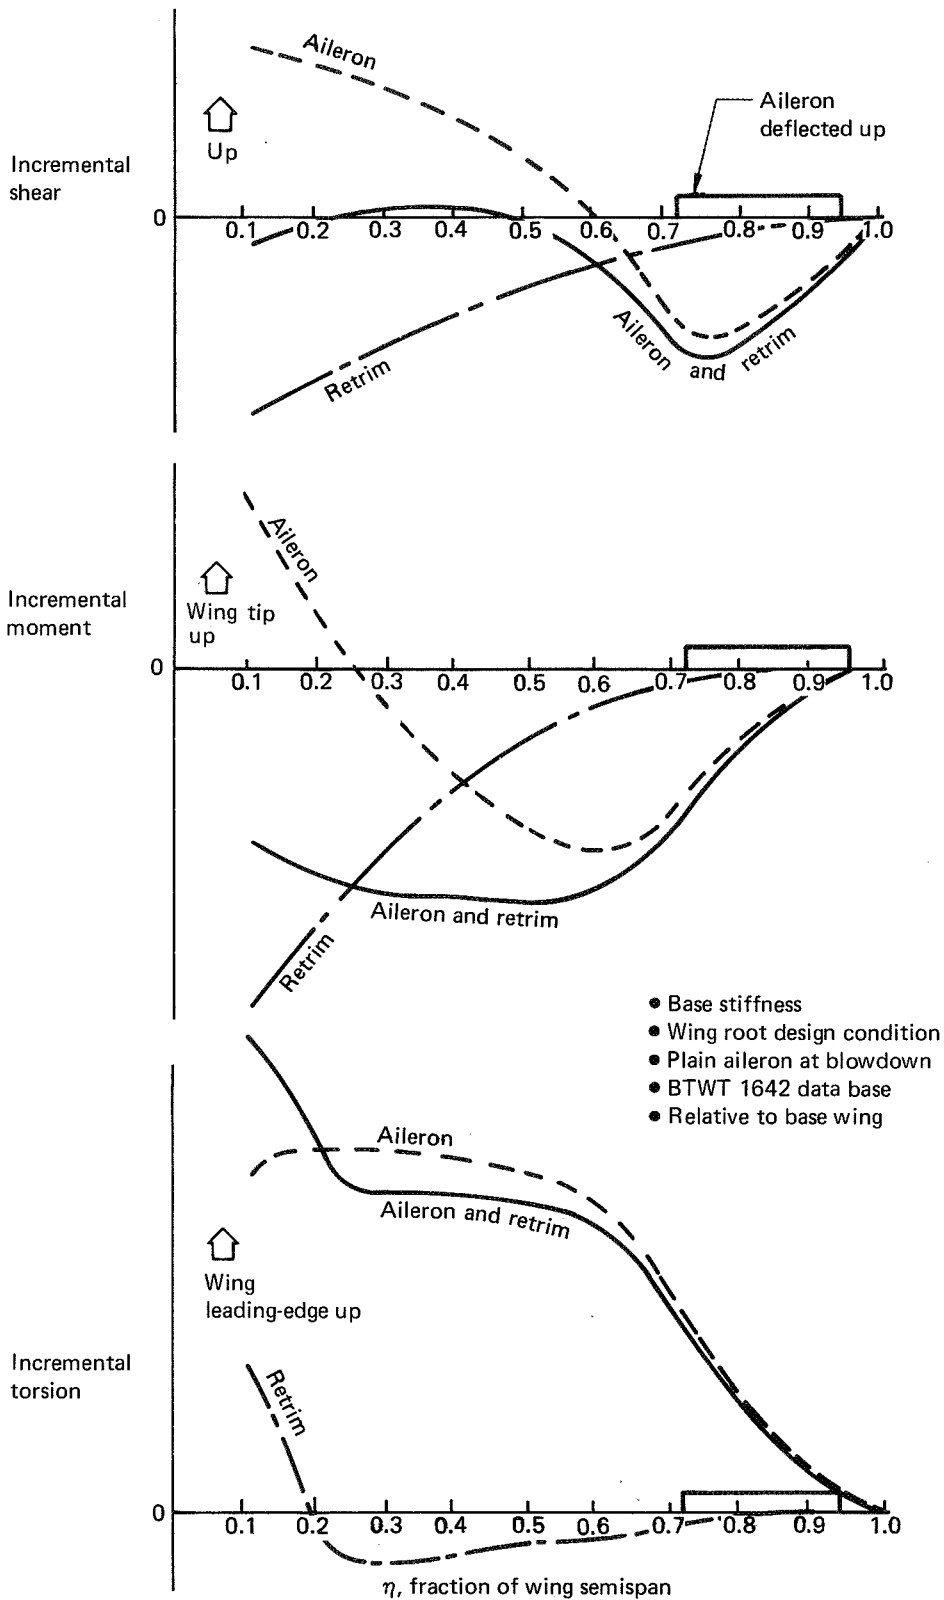 Aileron
Aileron
deflected up
Up
Incremental
shear
0
0.1 0.2 0.3 0.4 0.5 0.6 0.7 0.8 0.9 1.0
Aileron and retrim
Retrim
Aileron
Wing tip
up
Incremental
moment
0
0.1 0.2 0.3 0.4 0.5 0.6 0.7 0.8 0.9 1.0
Aileron and retrim
Retrim
• Base stiffness
• Wing root design condition
• Plain aileron at blowdown
• BTWT 1642 data base
• Relative to base wing
Aileron
Aileron and retrim
Wing
leading-edge up
Incremental
torsion
Retrim
0
0.1 0.2 0.3 0.4 0.5 0.6 0.7 0.8 0.9 1.0
η, fraction of wing semispan